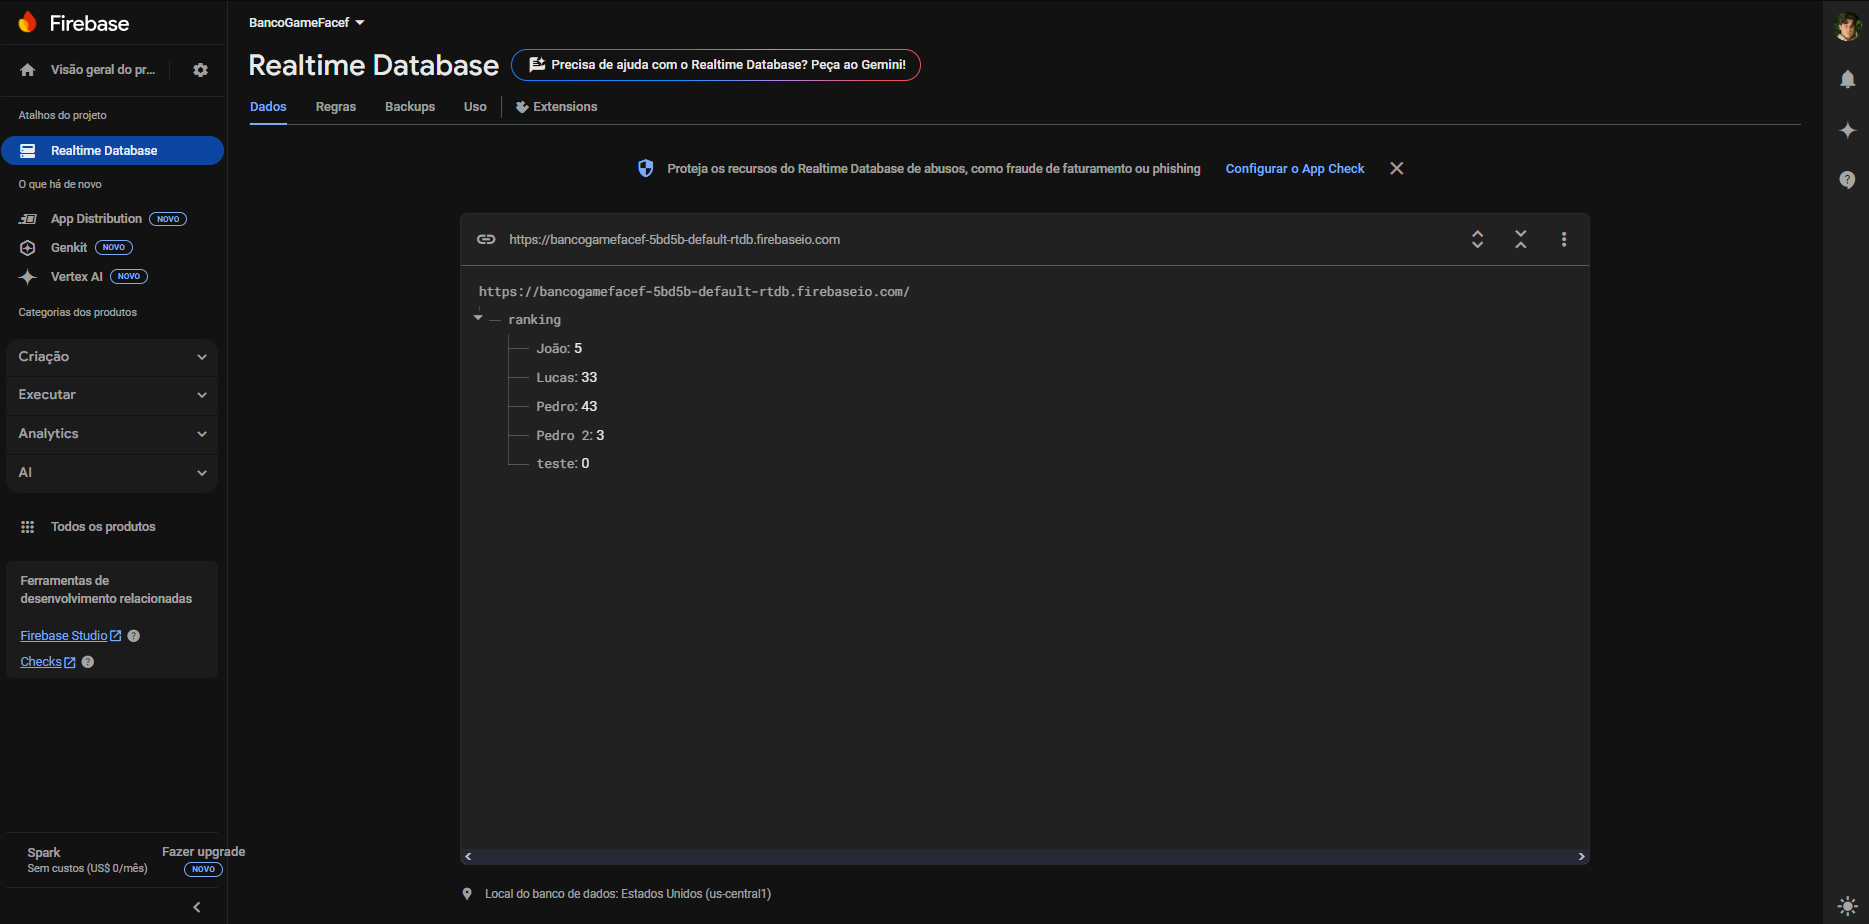 Firebase
Visão geral do pr...
Atalhos do projeto
Realtime Database
O que há de novo
App Distribution NOVO
Genkit NOVO
Vertex AI NOVO
Categorias dos produtos
Criação
Executar
Analytics
AI
Todos os produtos
Ferramentas de
desenvolvimento relacionadas
Firebase Studio ?
Checks ?
Spark
Sem custos (US$ 0/mês)
Fazer upgrade
NOVO
BancoGameFacef
Realtime Database
Precisa de ajuda com o Realtime Database? Peça ao Gemini!
Dados Regras Backups Uso Extensions
Proteja os recursos do Realtime Database de abusos, como fraude de faturamento ou phishing Configurar o App Check
https://bancogamefacef-5bd5b-default-rtdb.firebaseio.com
https://bancogamefacef-5bd5b-default-rtdb.firebaseio.com/
ranking
João: 5
Lucas: 33
Pedro: 43
Pedro 2: 3
teste: 0
Local do banco de dados: Estados Unidos (us-central1)
?